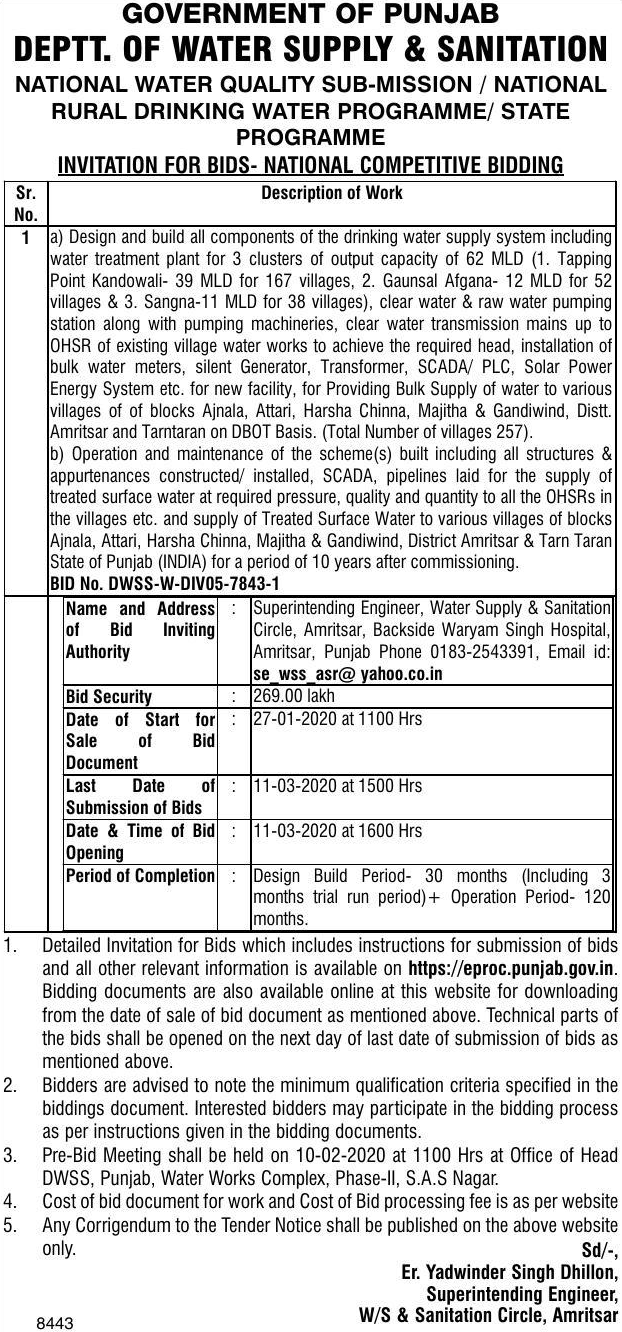 GOVERNMENT OF PUNJAB
DEPTT. OF WATER SUPPLY & SANITATION
NATIONAL WATER QUALITY SUB-MISSION / NATIONAL
RURAL DRINKING WATER PROGRAMME/ STATE
PROGRAMME
INVITATION FOR BIDS- NATIONAL COMPETITIVE BIDDING
Sr. No. Description of Work
1 a) Design and build all components of the drinking water supply system including
water treatment plant for 3 clusters of output capacity of 62 MLD (1. Tapping
Point Kandowali- 39 MLD for 167 villages, 2. Gaunsal Afgana- 12 MLD for 52
villages & 3. Sangna-11 MLD for 38 villages), clear water & raw water pumping
station along with pumping machineries, clear water transmission mains up to
OHSR of existing village water works to achieve the required head, installation of
bulk water meters, silent Generator, Transformer, SCADA/ PLC, Solar Power
Energy System etc. for new facility, for Providing Bulk Supply of water to various
villages of of blocks Ajnala, Attari, Harsha Chinna, Majitha & Gandiwind, Distt.
Amritsar and Tarntaran on DBOT Basis. (Total Number of villages 257).
b) Operation and maintenance of the scheme(s) built including all structures &
appurtenances constructed/ installed, SCADA, pipelines laid for the supply of
treated surface water at required pressure, quality and quantity to all the OHSRs in
the villages etc. and supply of Treated Surface Water to various villages of blocks
Ajnala, Attari, Harsha Chinna, Majitha & Gandiwind, District Amritsar & Tarn Taran
State of Punjab (INDIA) for a period of 10 years after commissioning.
BID No. DWSS-W-DIV05-7843-1
Name and Address : Superintending Engineer, Water Supply & Sanitation
of Bid Inviting Circle, Amritsar, Backside Waryam Singh Hospital,
Authority Amritsar, Punjab Phone 0183-2543391, Email id:
se_wss_asr@ yahoo.co.in
Bid Security : 269.00 lakh
Date of Start for : 27-01-2020 at 1100 Hrs
Sale of Bid
Document
Last Date of : 11-03-2020 at 1500 Hrs
Submission of Bids
Date & Time of Bid : 11-03-2020 at 1600 Hrs
Opening
Period of Completion : Design Build Period- 30 months (Including 3
months trial run period)+ Operation Period- 120
months.
1. Detailed Invitation for Bids which includes instructions for submission of bids
and all other relevant information is available on https://eproc.punjab.gov.in.
Bidding documents are also available online at this website for downloading
from the date of sale of bid document as mentioned above. Technical parts of
the bids shall be opened on the next day of last date of submission of bids as
mentioned above.
2. Bidders are advised to note the minimum qualification criteria specified in the
biddings document. Interested bidders may participate in the bidding process
as per instructions given in the bidding documents.
3. Pre-Bid Meeting shall be held on 10-02-2020 at 1100 Hrs at Office of Head
DWSS, Punjab, Water Works Complex, Phase-II, S.A.S Nagar.
4. Cost of bid document for work and Cost of Bid processing fee is as per website
5. Any Corrigendum to the Tender Notice shall be published on the above website
only.
Sd/-,
Er. Yadwinder Singh Dhillon,
Superintending Engineer,
W/S & Sanitation Circle, Amritsar
8443